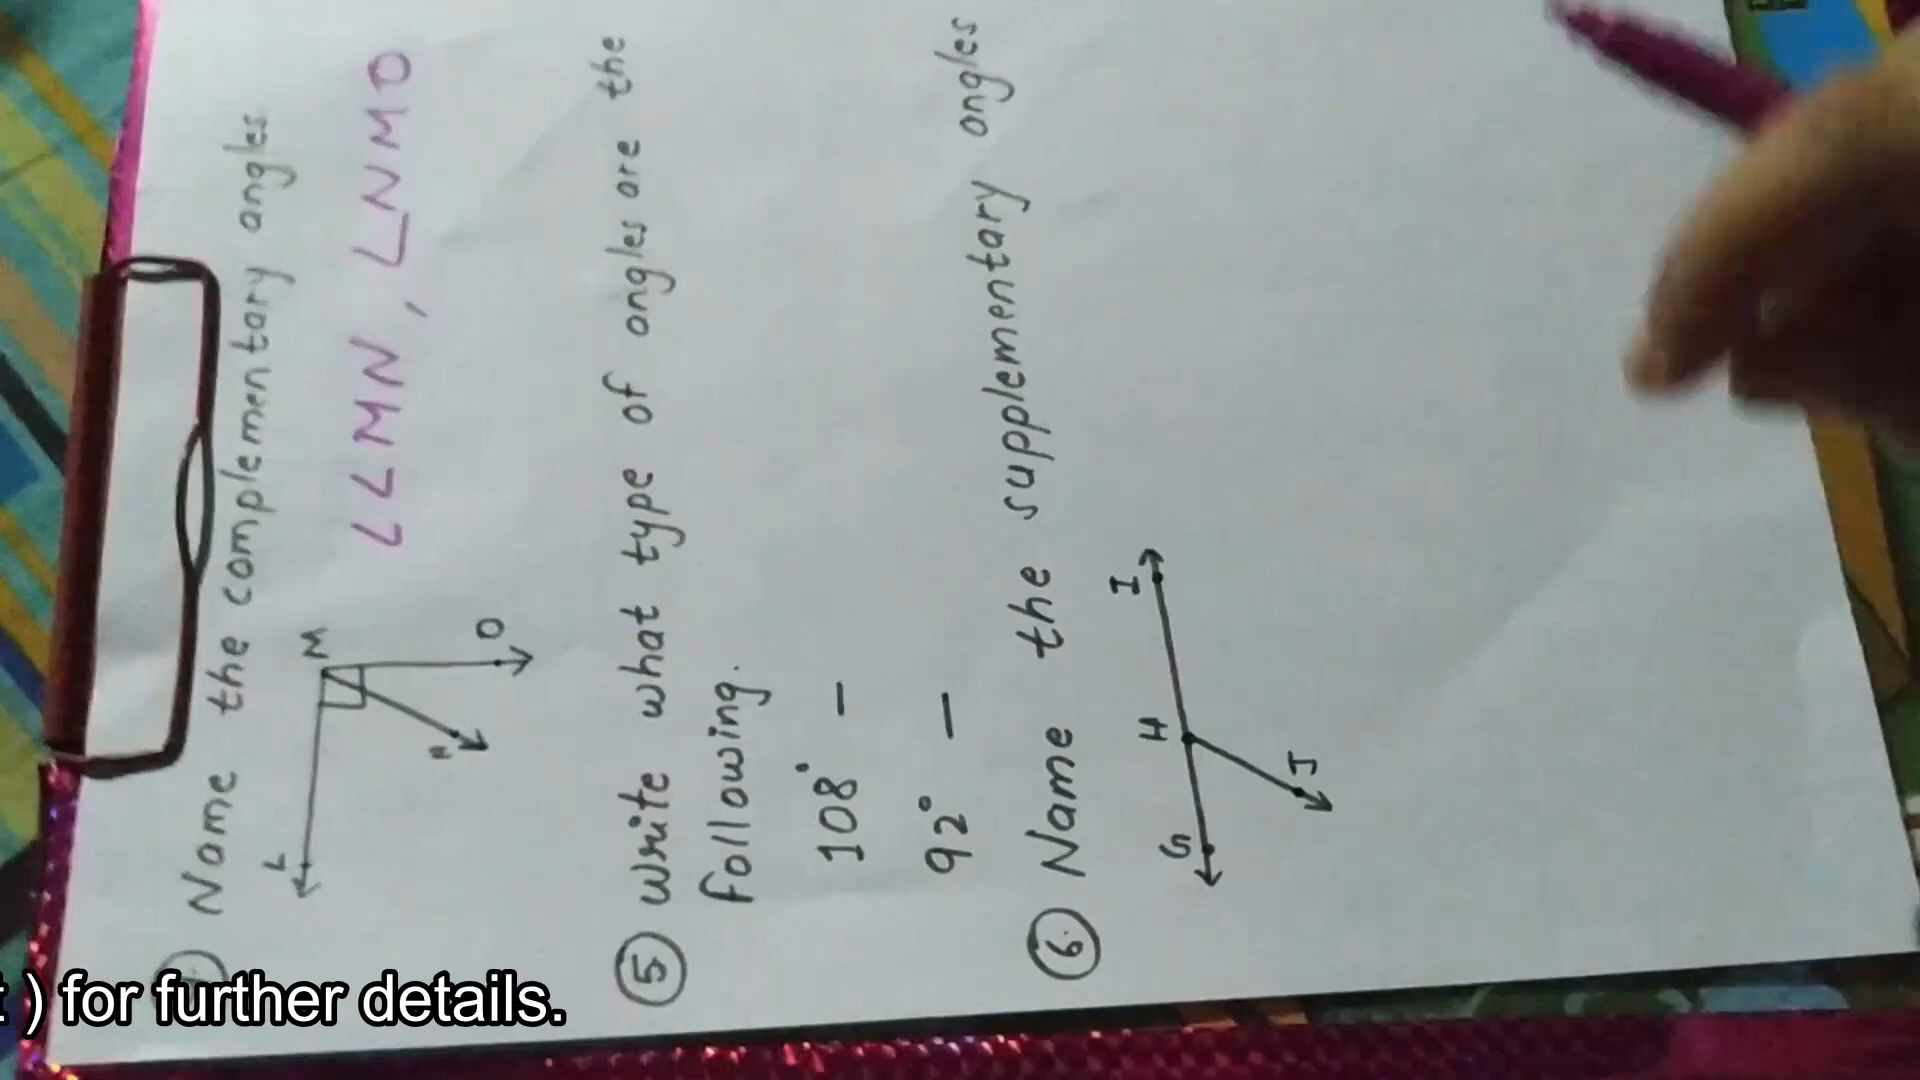 Name the complementary angles
L
M
N
O
∠LMN, ∠NMO
5. Write what type of angles are the
following.
108° —
92° —
6. Name the supplementary angles
G
H
I
J
) for further details.